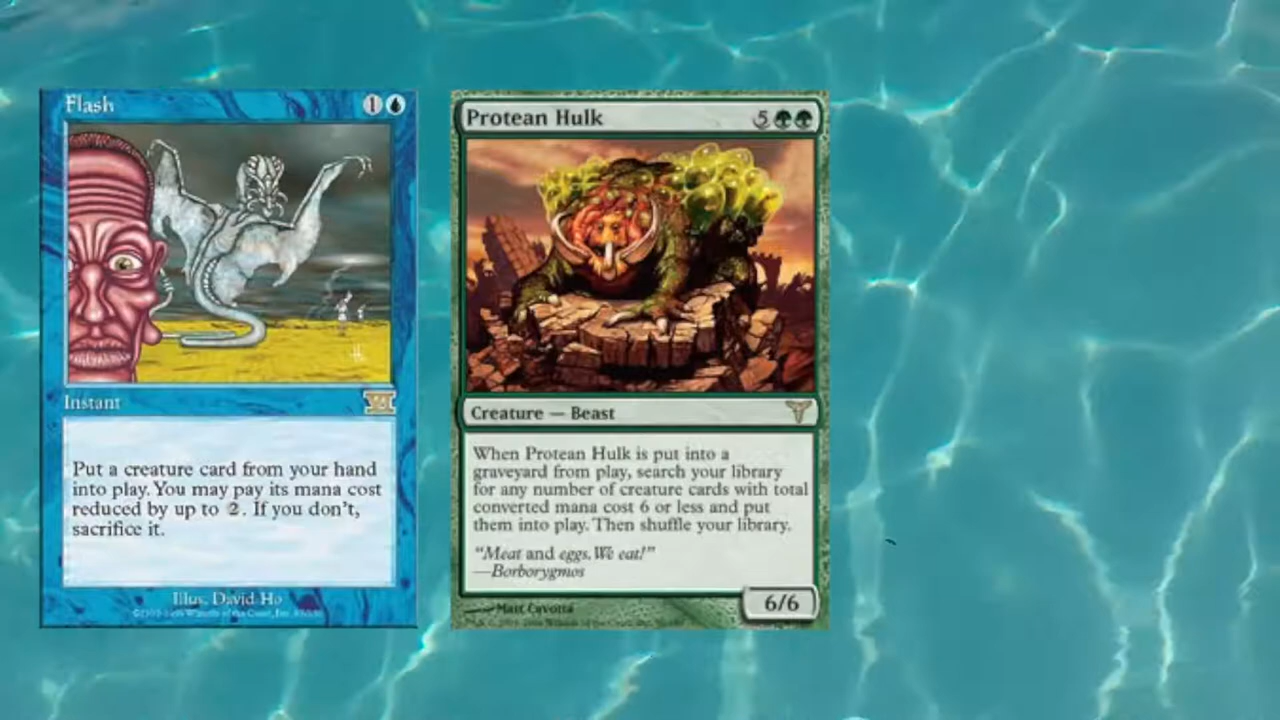 Flash
1
Instant
Put a creature card from your hand
into play. You may pay its mana cost
reduced by up to 2. If you don't,
sacrifice it.
Illus. David Ho
Protean Hulk
5
Creature — Beast
When Protean Hulk is put into a
graveyard from play, search your library
for any number of creature cards with total
converted mana cost 6 or less and put
them into play. Then shuffle your library.
"Meat and eggs. We eat!"
—Borborygmos
6/6
Matt Cavotta